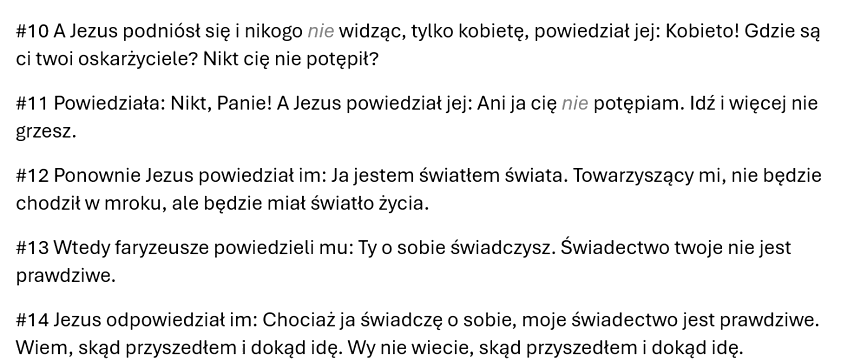 #10 A Jezus podniósł się i nikogo nie widząc, tylko kobietę, powiedział jej: Kobieto! Gdzie są
ci twoi oskarżyciele? Nikt cię nie potępił?
#11 Powiedziała: Nikt, Panie! A Jezus powiedział jej: Ani ja cię nie potępiam. Idź i więcej nie
grzesz.
#12 Ponownie Jezus powiedział im: Ja jestem światłem świata. Towarzyszący mi, nie będzie
chodził w mroku, ale będzie miał światło życia.
#13 Wtedy faryzeusze powiedzieli mu: Ty o sobie świadczysz. Świadectwo twoje nie jest
prawdziwe.
#14 Jezus odpowiedział im: Chociaż ja świadczę o sobie, moje świadectwo jest prawdziwe.
Wiem, skąd przyszedłem i dokąd idę. Wy nie wiecie, skąd przyszedłem i dokąd idę.